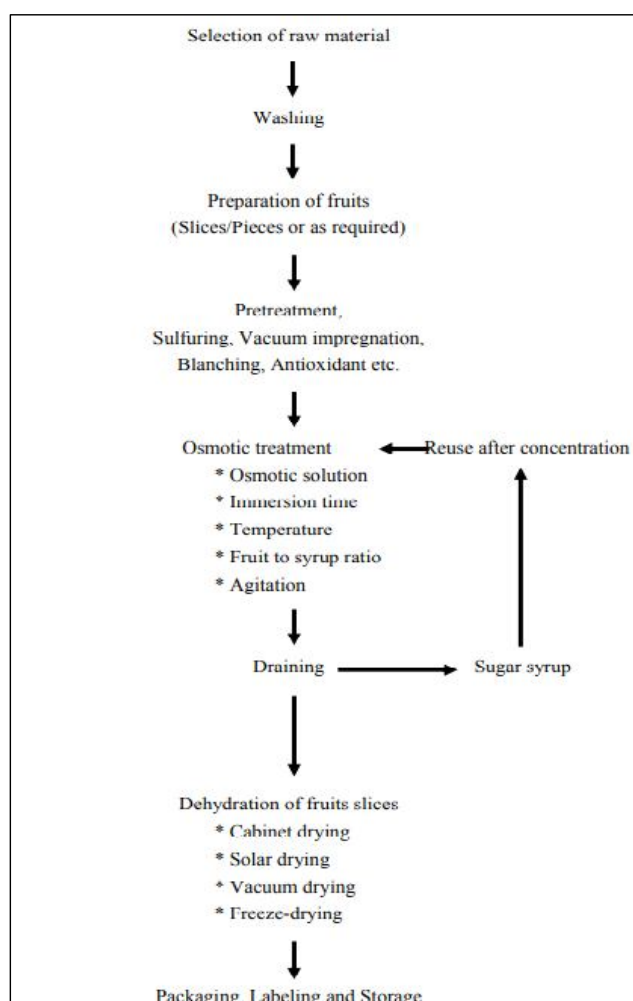 Selection of raw material
Washing
Preparation of fruits
(Slices/Pieces or as required)
Pretreatment,
Sulfuring, Vacuum impregnation,
Blanching, Antioxidant etc.
Osmotic treatment
Reuse after concentration
* Osmotic solution
* Immersion time
* Temperature
* Fruit to syrup ratio
* Agitation
Draining
Sugar syrup
Dehydration of fruits slices
* Cabinet drying
* Solar drying
* Vacuum drying
* Freeze-drying
Packaging, Labeling and Storage